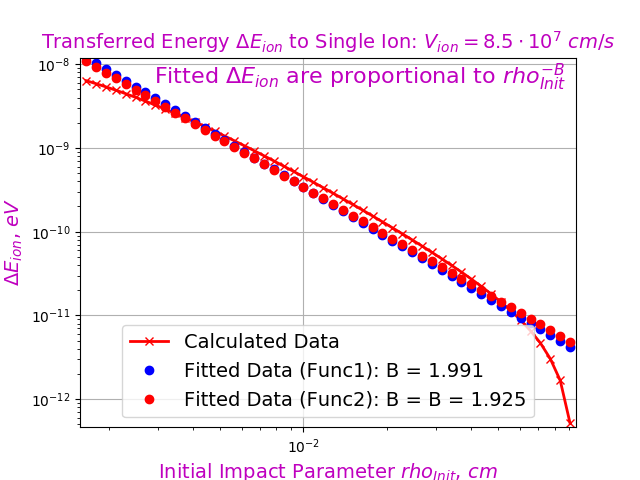 Transferred Energy ΔE_ion to Single Ion: V_ion = 8.5 · 10^7 cm/s
Fitted ΔE_ion are proportional to rho_Init^−B
10^−8
10^−9
10^−10
10^−11
10^−12
ΔE_ion, eV
Calculated Data
Fitted Data (Func1): B = 1.991
Fitted Data (Func2): B = B = 1.925
10^−2
Initial Impact Parameter rho_Init, cm